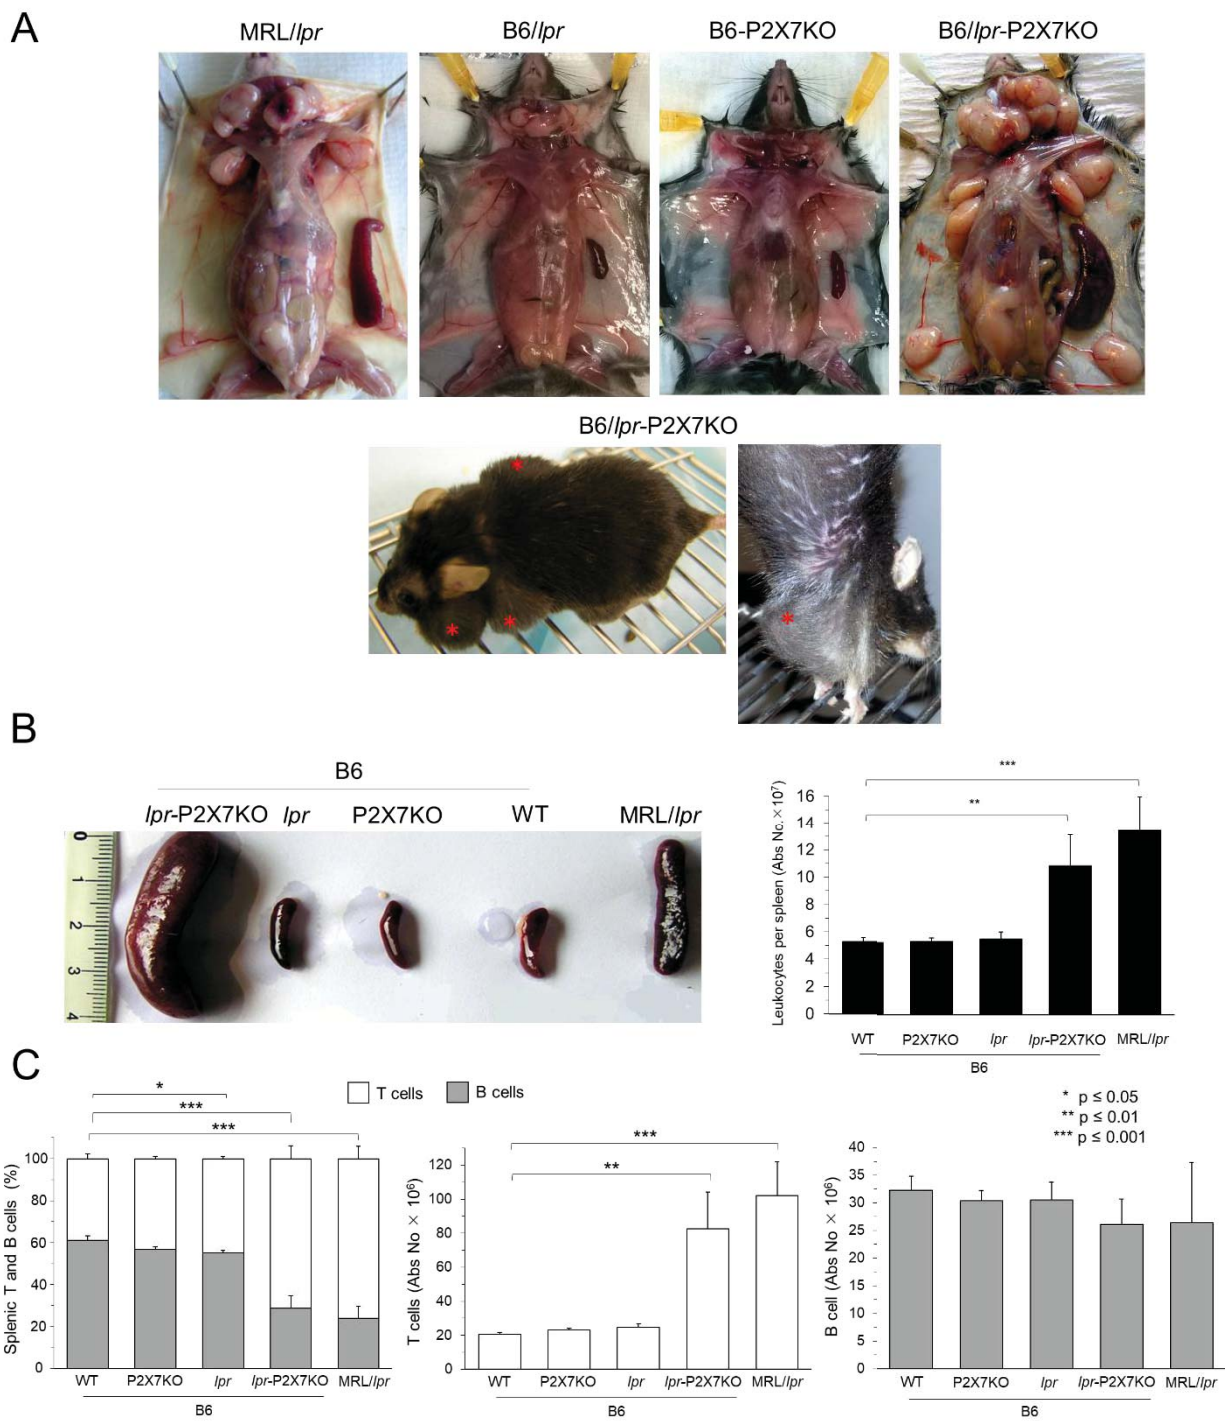 A
MRL/lpr B6/lpr B6-P2X7KO B6/lpr-P2X7KO
B6/lpr-P2X7KO
*
* *
*
B
B6
lpr-P2X7KO lpr P2X7KO WT MRL/lpr
0
1
2
3
4
Leukocytes per spleen (Abs No. × 10⁷)
***
**
16
14
12
10
8
6
4
2
0
WT P2X7KO lpr lpr-P2X7KO MRL/lpr
B6
C
T cells B cells
* p ≤ 0.05
** p ≤ 0.01
*** p ≤ 0.001
Splenic T and B cells (%)
*
***
***
100
80
60
40
20
0
WT P2X7KO lpr lpr-P2X7KO MRL/lpr
B6
T cells (Abs No × 10⁶)
***
**
120
100
80
60
40
20
0
WT P2X7KO lpr lpr-P2X7KO MRL/lpr
B6
B cell (Abs No × 10⁶)
40
35
30
25
20
15
10
5
0
WT P2X7KO lpr lpr-P2X7KO MRL/lpr
B6